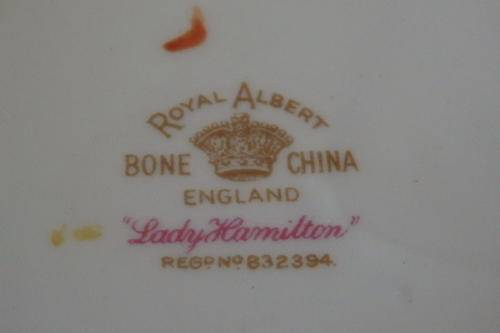 ROYAL ALBERT
BONE CHINA
ENGLAND
"Lady Hamilton"
REGD No 832394.